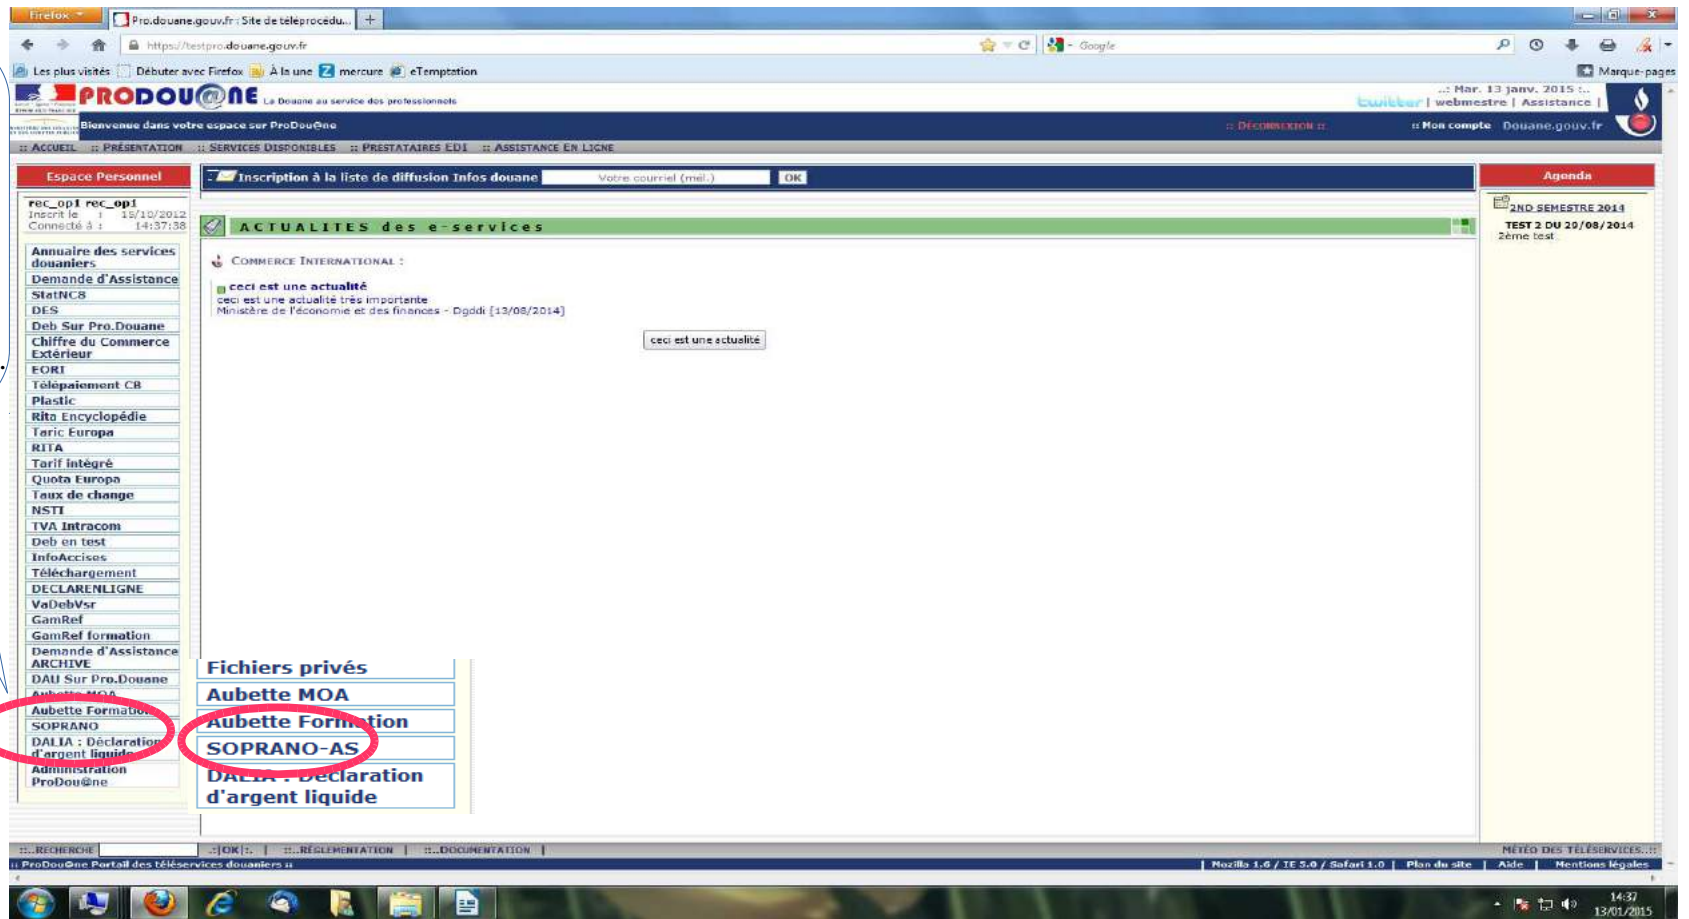 Firefox
Pro.douane.gouv.fr : Site de téléprocédu...
https://testpro.douane.gouv.fr
Google
Les plus visités
Débuter avec Firefox
À la une
mercure
eTemptation
Marque-pages
PRODOU@NE La Douane au service des professionnels
..: Mar. 13 janv. 2015 :..
twitter | webmestre | Assistance |
Bienvenue dans votre espace sur ProDou@ne
:: DÉCONNEXION ::
:: Mon compte
Douane.gouv.fr
:: ACCUEIL :: PRÉSENTATION :: SERVICES DISPONIBLES :: PRESTATAIRES EDI :: ASSISTANCE EN LIGNE
Espace Personnel
Inscription à la liste de diffusion Infos douane
Votre courriel (mél.)
OK
Agenda
rec_op1 rec_op1
Inscrit le : 15/10/2012
Connecté à : 14:37:38
2ND SEMESTRE 2014
TEST 2 DU 29/08/2014
2ème test
ACTUALITES des e-services
COMMERCE INTERNATIONAL :
ceci est une actualité
ceci est une actualité très importante
Ministère de l'économie et des finances - Dgddi [13/08/2014]
ceci est une actualité
Annuaire des services
douaniers
Demande d'Assistance
StatNC8
DES
Deb Sur Pro.Douane
Chiffre du Commerce
Extérieur
EORI
Télépaiement CB
Plastic
Rita Encyclopédie
Taric Europa
RITA
Tarif intégré
Quota Europa
Taux de change
NSTI
TVA Intracom
Deb en test
InfoAccises
Téléchargement
DECLARENLIGNE
VaDebVsr
GamRef
GamRef formation
Demande d'Assistance
ARCHIVE
DAU Sur Pro.Douane
Aubette MOA
Aubette Formation
SOPRANO
DALIA : Déclaration
d'argent liquide
Administration
ProDou@ne
Fichiers privés
Aubette MOA
Aubette Formation
SOPRANO-AS
DALIA : Déclaration
d'argent liquide
::..RECHERCHE
.:|OK|:. | ::..RÉGLEMENTATION | ::..DOCUMENTATION |
MÉTÉO DES TÉLÉSERVICES..::
:: ProDou@ne Portail des téléservices douaniers ::
| Mozilla 1.6 / IE 5.0 / Safari 1.0 | Plan du site | Aide | Mentions légales
14:37
13/01/2015